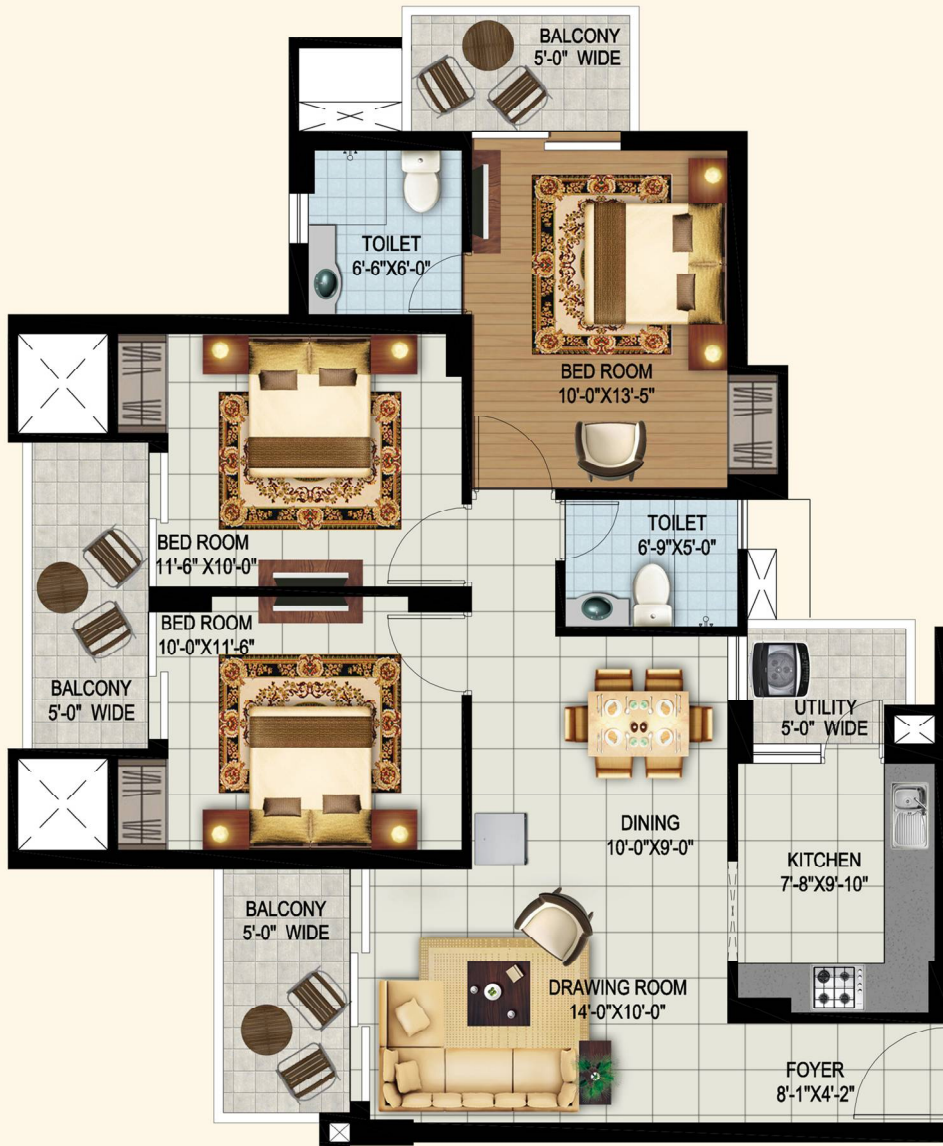 BALCONY
5'-0" WIDE
TOILET
6'-6"X6'-0"
BED ROOM
10'-0"X13'-5"
BED ROOM
11'-6" X10'-0"
TOILET
6'-9"X5'-0"
BED ROOM
10'-0"X11'-6"
BALCONY
5'-0" WIDE
UTILITY
5'-0" WIDE
DINING
10'-0"X9'-0"
KITCHEN
7'-8"X9'-10"
BALCONY
5'-0" WIDE
DRAWING ROOM
14'-0"X10'-0"
FOYER
8'-1"X4'-2"